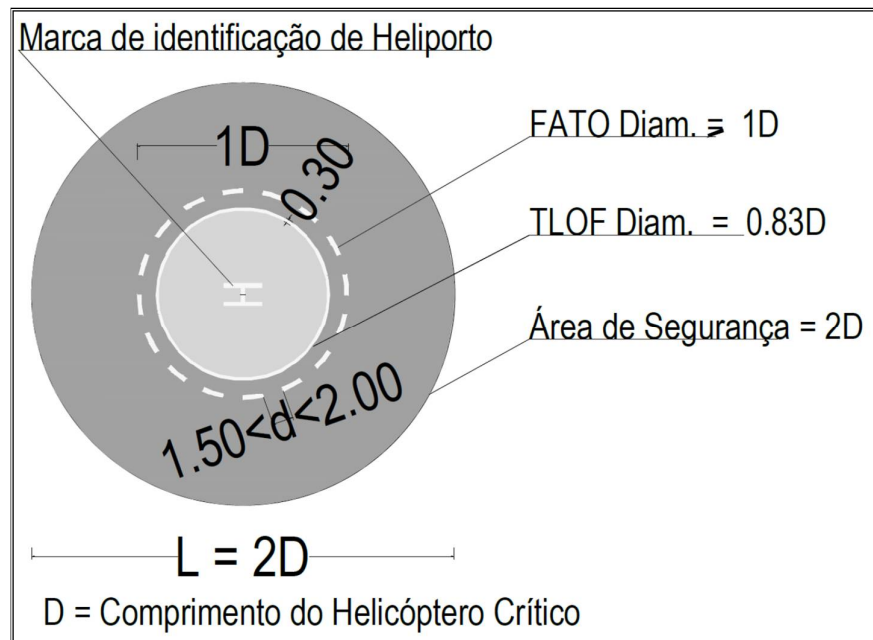 Marca de identificação de Heliporto
1D
0.30
FATO Diam. ≥ 1D
TLOF Diam. = 0.83D
H
Área de Segurança = 2D
1.50<d<2.00
L = 2D
D = Comprimento do Helicóptero Crítico